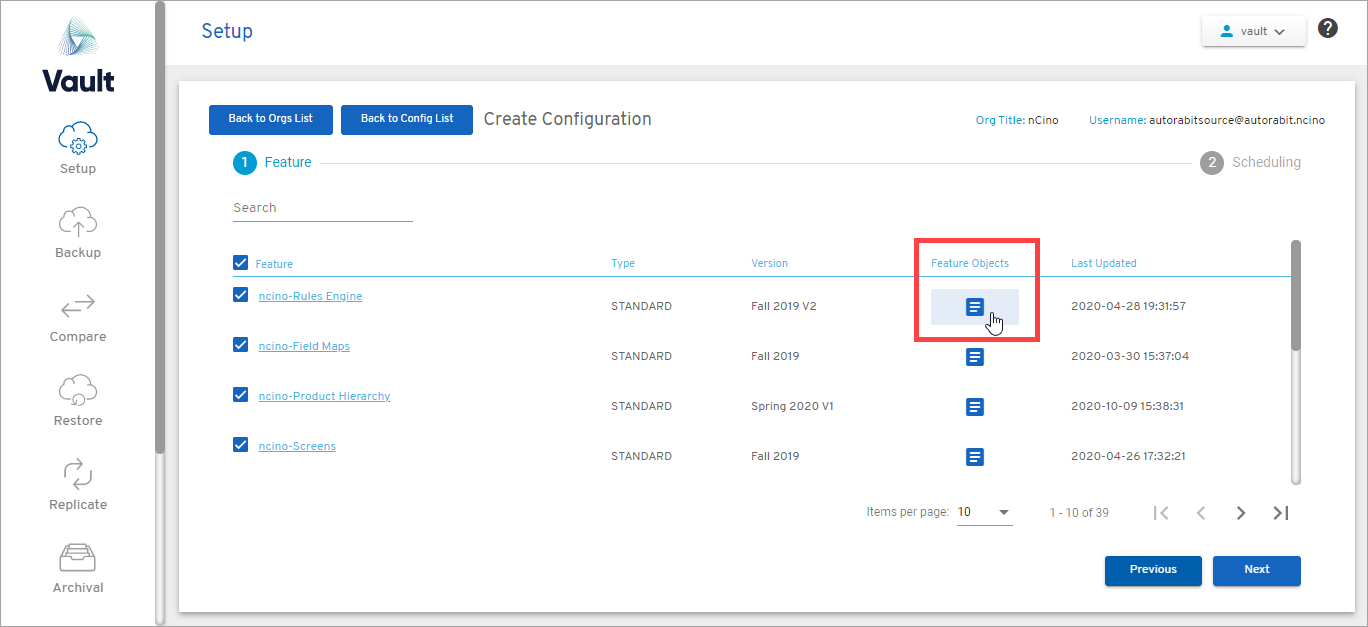 Setup
vault
?
Vault
Setup
Backup
Compare
Restore
Replicate
Archival
Back to Orgs List
Back to Config List
Create Configuration
Org Title: nCino
Username: autorabitsource@autorabit.ncino
1 Feature
2 Scheduling
Search
Feature Type Version Feature Objects Last Updated
ncino-Rules Engine STANDARD Fall 2019 V2 2020-04-28 19:31:57
ncino-Field Maps STANDARD Fall 2019 2020-03-30 15:37:04
ncino-Product Hierarchy STANDARD Spring 2020 V1 2020-10-09 15:38:31
ncino-Screens STANDARD Fall 2019 2020-04-26 17:32:21
Items per page: 10 1 - 10 of 39
Previous
Next